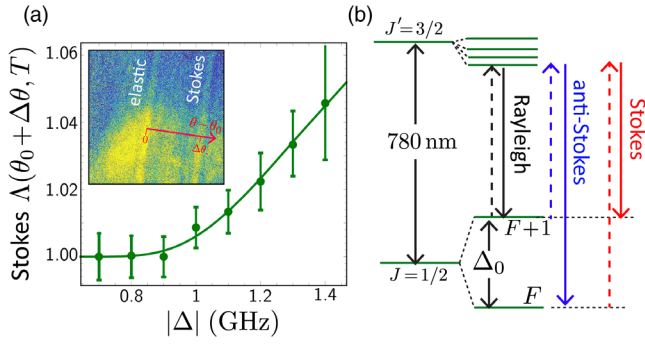 (a)
Stokes Λ(θ₀ + Δθ, T)
1.06
1.04
1.02
1.00
elastic
Stokes
θ
θ − θ₀
Δθ
0.8
1
1.2
1.4
|Δ| (GHz)
(b)
J′=3/2
780 nm
J=1/2
Rayleigh
anti-Stokes
Stokes
F+1
Δ₀
F